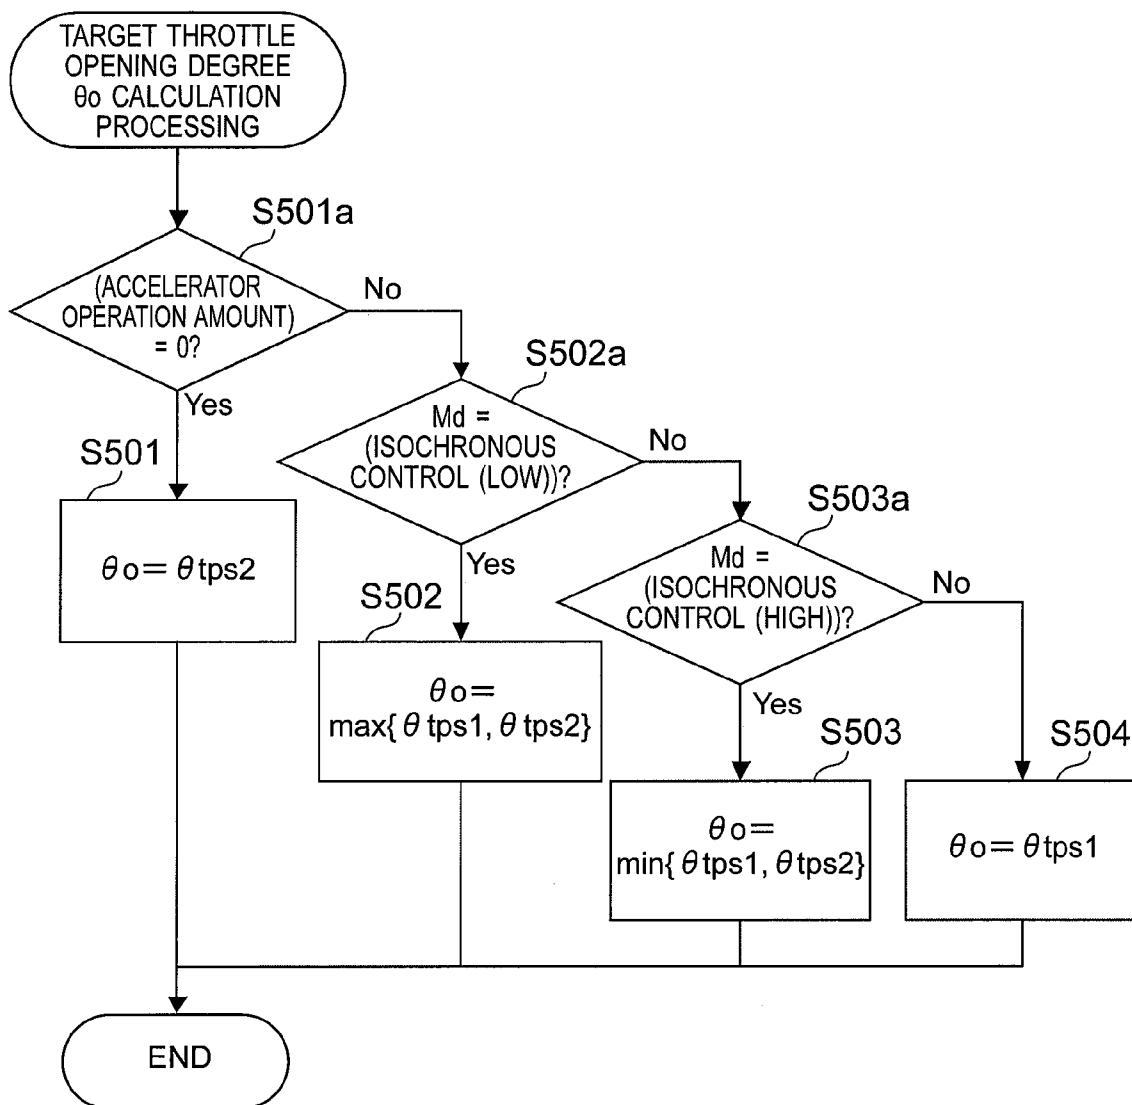 TARGET THROTTLE
OPENING DEGREE
θo CALCULATION
PROCESSING
S501a
(ACCELERATOR
OPERATION AMOUNT)
= 0?
No
Yes
S502a
Md =
(ISOCHRONOUS
CONTROL (LOW))?
No
Yes
S501
θo= θtps2
S503a
Md =
(ISOCHRONOUS
CONTROL (HIGH))?
No
Yes
S502
θo=
max{ θtps1, θtps2}
S503
θo=
min{ θtps1, θtps2}
S504
θo= θtps1
END